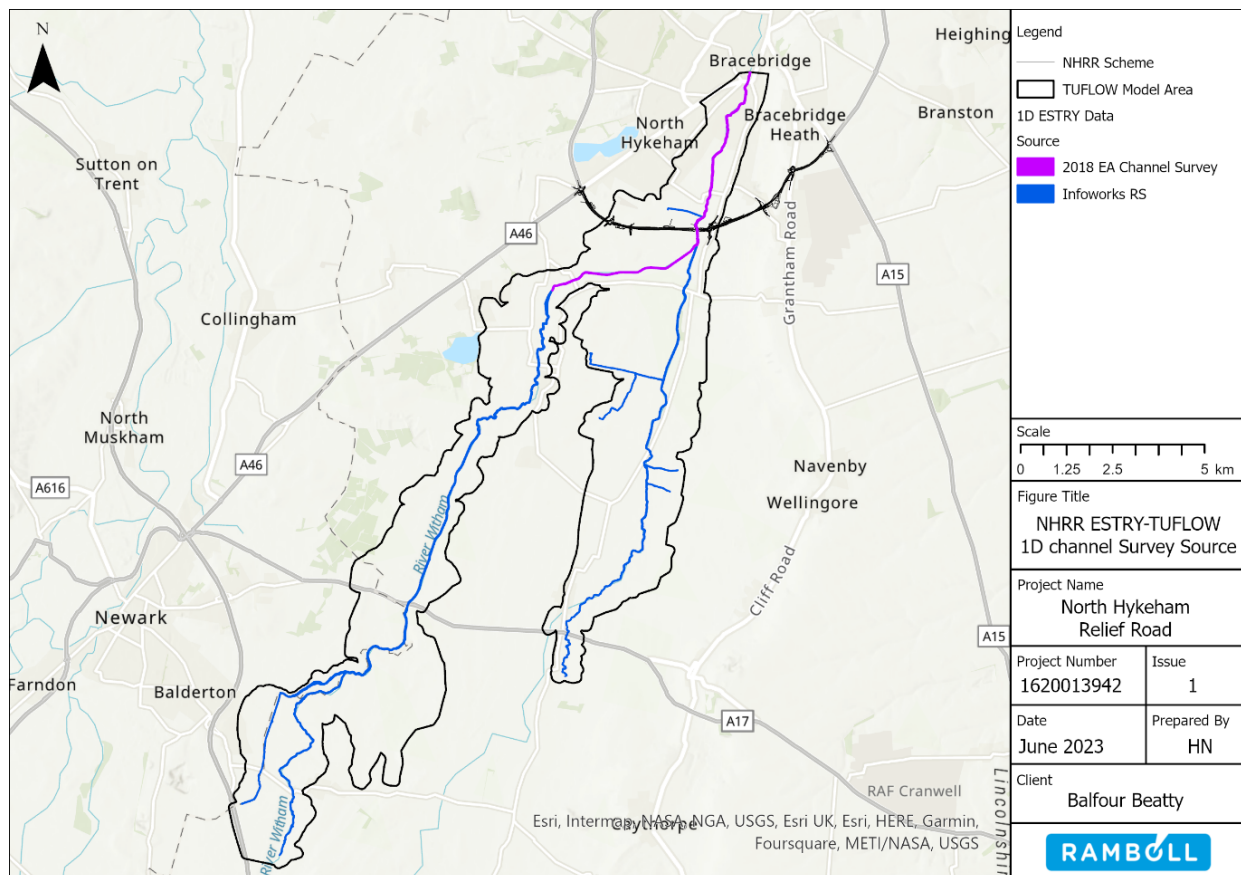 N
Heighing
Bracebridge
Branston
North
Hykeham
Bracebridge
Heath
Sutton on
Trent
A46
Grantham Road
A15
Collingham
North
Muskham
A46
A616
Navenby
Wellingore
River Witham
Cliff Road
Newark
A15
Farndon
Balderton
A17
RAF Cranwell
River Witham
Caythorpe
Lincolnshir
Esri, Intermap, NASA, NGA, USGS, Esri UK, Esri, HERE, Garmin,
Foursquare, METI/NASA, USGS
Legend
NHRR Scheme
TUFLOW Model Area
1D ESTRY Data
Source
2018 EA Channel Survey
Infoworks RS
Scale
0 1.25 2.5 5 km
Figure Title
NHRR ESTRY-TUFLOW
1D channel Survey Source
Project Name
North Hykeham
Relief Road
Project Number
1620013942
Issue
1
Date
June 2023
Prepared By
HN
Client
Balfour Beatty
RAMBOLL